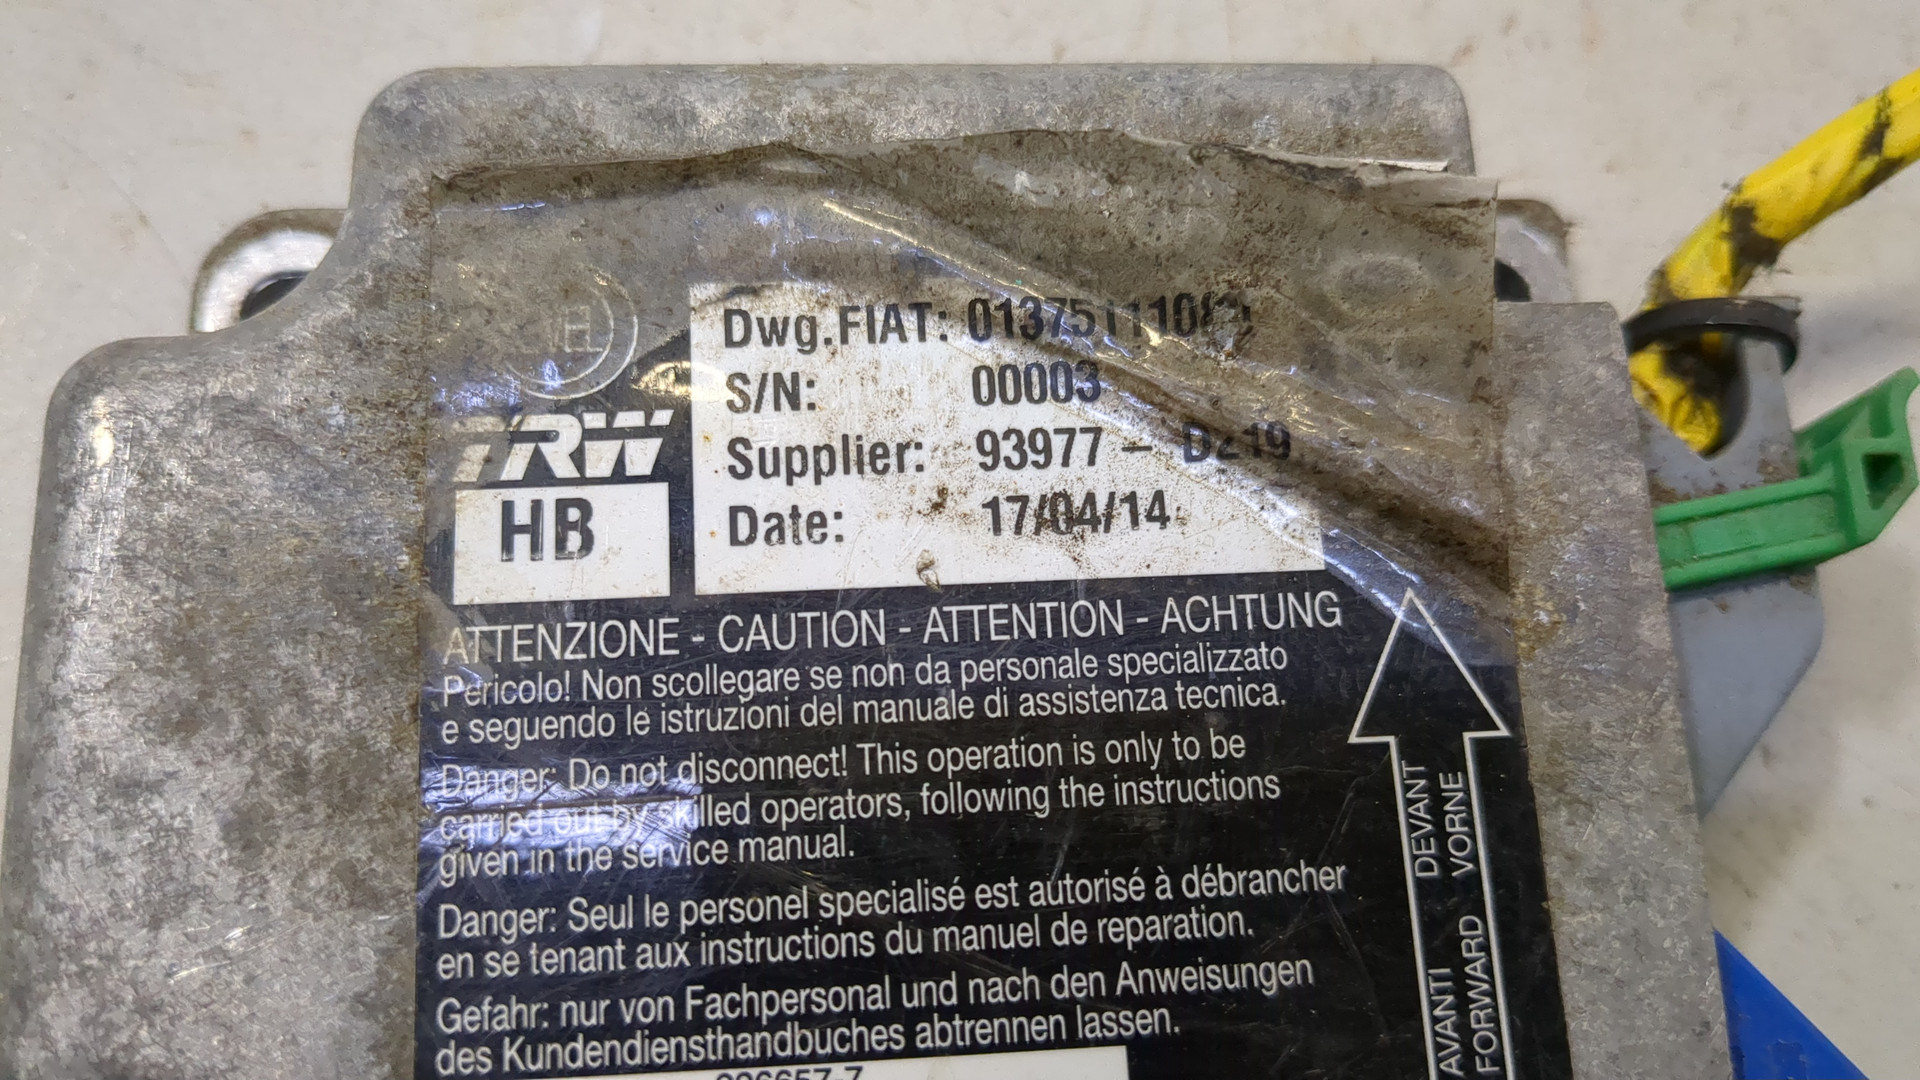 Dwg.FIAT:
S/N: 00003
Supplier: 93977 - DZ19
Date: 17/04/14
TRW
HB
ATTENZIONE - CAUTION - ATTENTION - ACHTUNG
Pericolo! Non scollegare se non da personale specializzato
e seguendo le istruzioni del manuale di assistenza tecnica.
Danger: Do not disconnect! This operation is only to be
carried out by skilled operators, following the instructions
given in the service manual.
Danger: Seul le personel specialisé est autorisé à débrancher
en se tenant aux instructions du manuel de reparation.
Gefahr: nur von Fachpersonal und nach den Anweisungen
des Kundendiensthandbuches abtrennen lassen.
AVANTI DEVANT
FORWARD VORNE